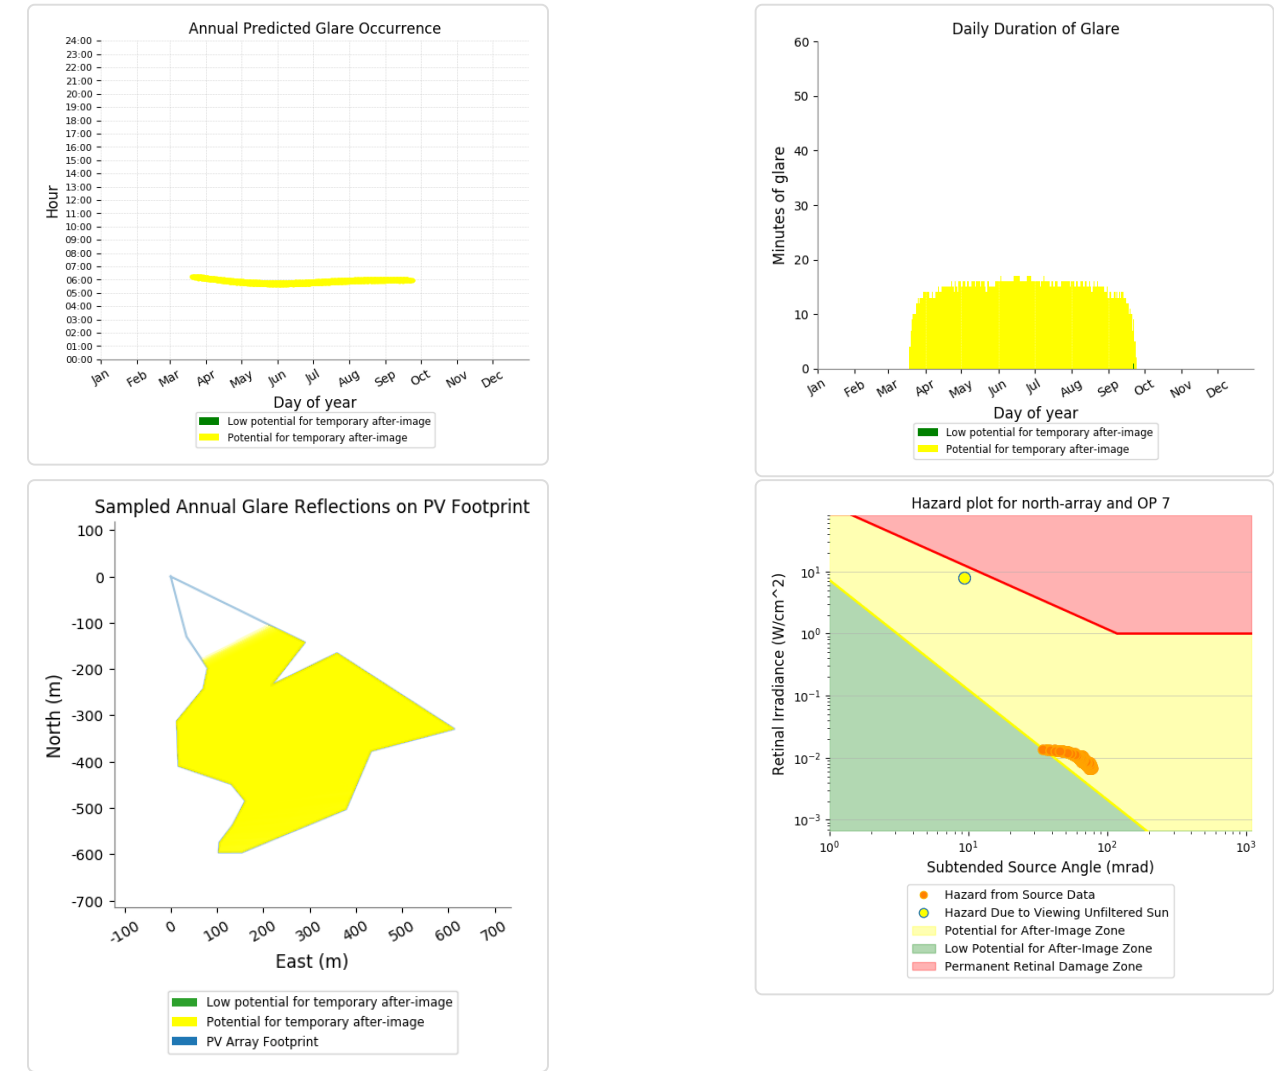 Annual Predicted Glare Occurrence
24:00
23:00
22:00
21:00
20:00
19:00
18:00
17:00
16:00
15:00
14:00
13:00
12:00
11:00
10:00
09:00
08:00
07:00
06:00
05:00
04:00
03:00
02:00
01:00
00:00
Hour
Jan Feb Mar Apr May Jun Jul Aug Sep Oct Nov Dec
Day of year
Low potential for temporary after-image
Potential for temporary after-image
Daily Duration of Glare
60
50
40
30
20
10
0
Minutes of glare
Jan Feb Mar Apr May Jun Jul Aug Sep Oct Nov Dec
Day of year
Low potential for temporary after-image
Potential for temporary after-image
Sampled Annual Glare Reflections on PV Footprint
100
0
-100
-200
-300
-400
-500
-600
-700
North (m)
-100 0 100 200 300 400 500 600 700
East (m)
Low potential for temporary after-image
Potential for temporary after-image
PV Array Footprint
Hazard plot for north-array and OP 7
10¹
10⁰
10⁻¹
10⁻²
10⁻³
Retinal Irradiance (W/cm^2)
10⁰ 10¹ 10² 10³
Subtended Source Angle (mrad)
Hazard from Source Data
Hazard Due to Viewing Unfiltered Sun
Potential for After-Image Zone
Low Potential for After-Image Zone
Permanent Retinal Damage Zone